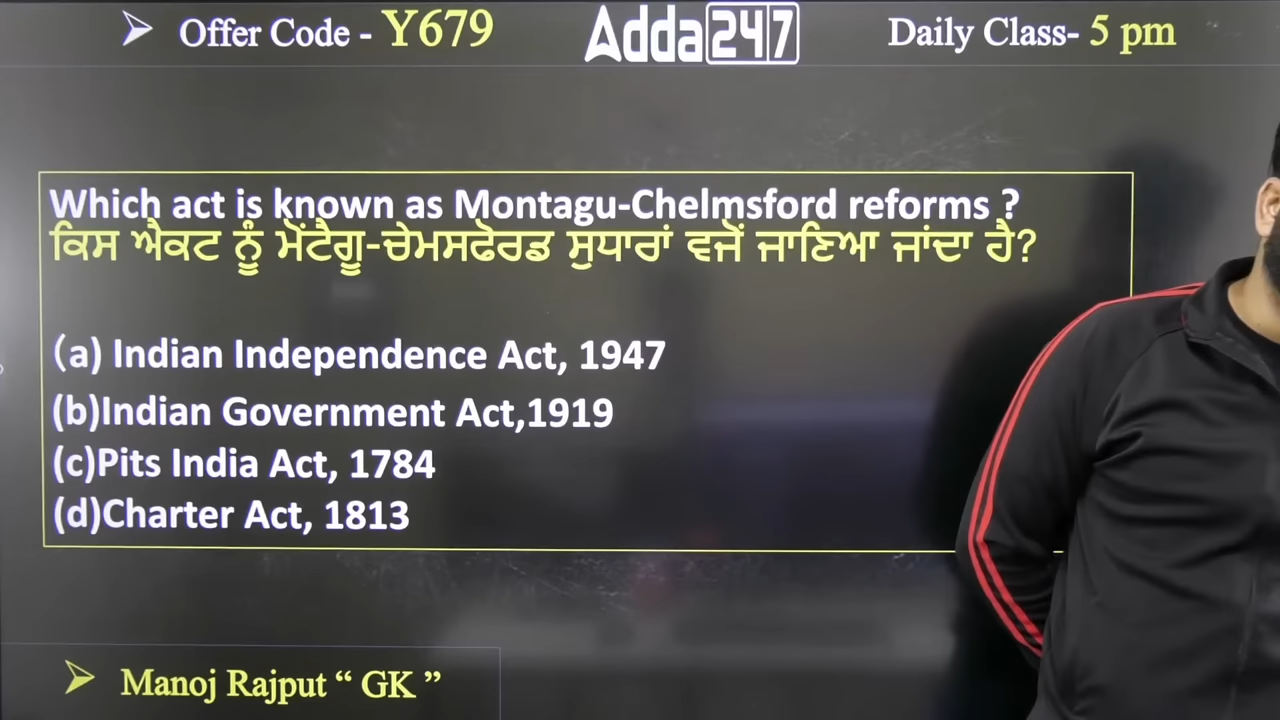 ➢ Offer Code - Y679 Adda247 Daily Class- 5 pm
Which act is known as Montagu-Chelmsford reforms ?
ਕਿਸ ਐਕਟ ਨੂੰ ਮੋਂਟੈਗੂ-ਚੇਮਸਫੋਰਡ ਸੁਧਾਰਾਂ ਵਜੋਂ ਜਾਣਿਆ ਜਾਂਦਾ ਹੈ?
(a) Indian Independence Act, 1947
(b)Indian Government Act,1919
(c)Pits India Act, 1784
(d)Charter Act, 1813
➢ Manoj Rajput “ GK ”